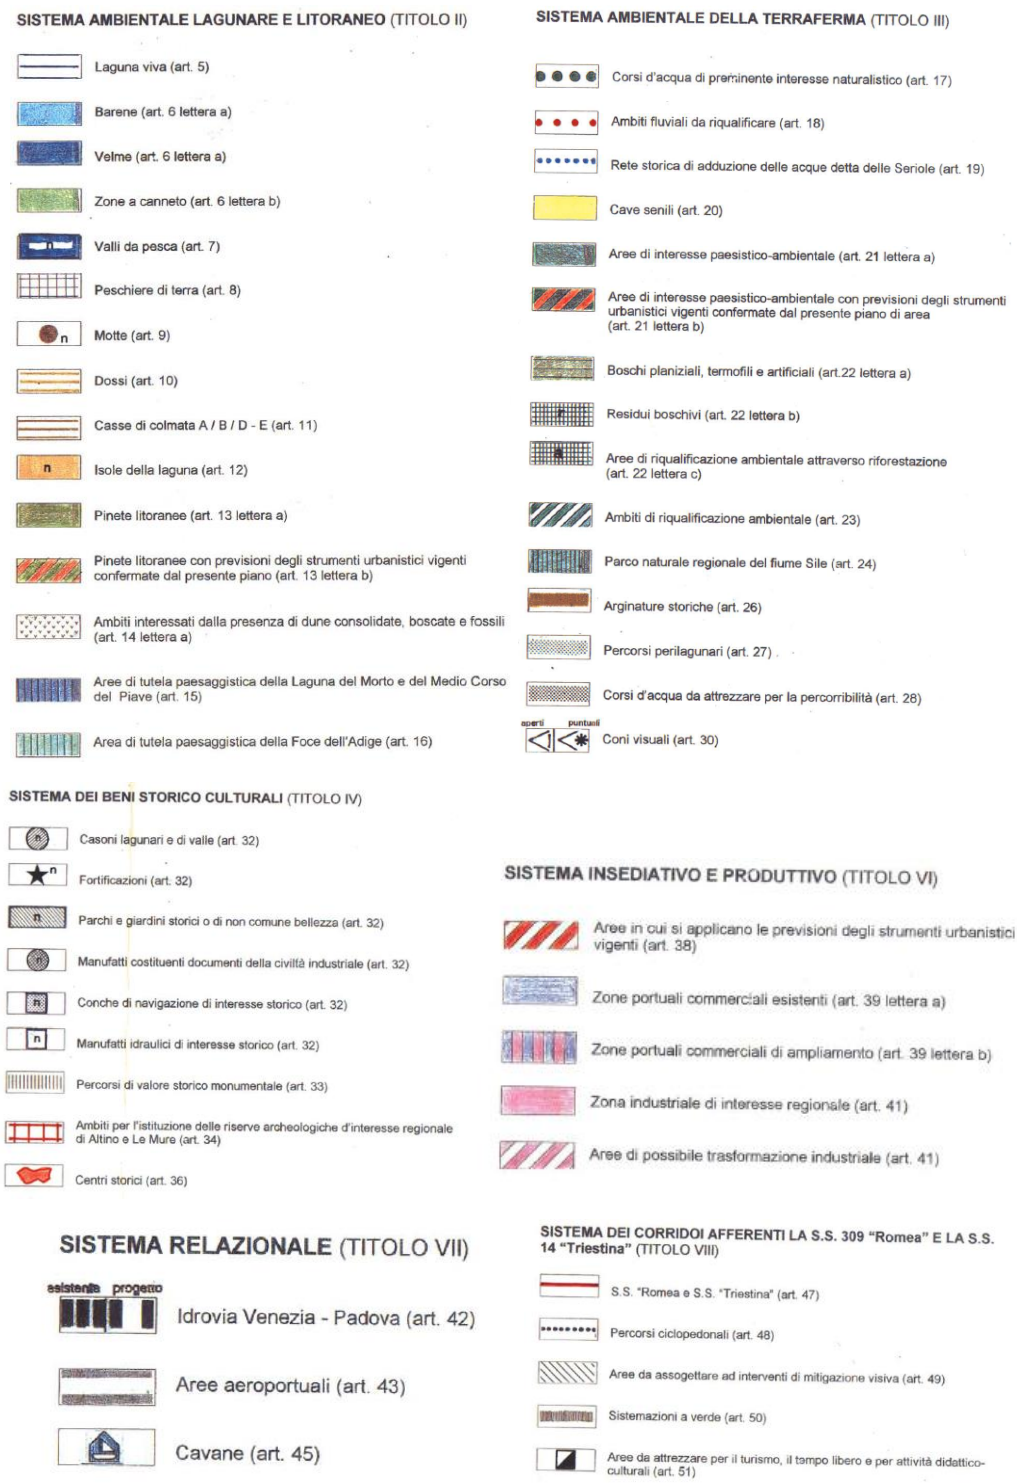 SISTEMA AMBIENTALE LAGUNARE E LITORANEO (TITOLO II)
Laguna viva (art. 5)
Barene (art. 6 lettera a)
Velme (art. 6 lettera a)
Zone a canneto (art. 6 lettera b)
n
Valli da pesca (art. 7)
Peschiere di terra (art. 8)
n
Motte (art. 9)
Dossi (art. 10)
Casse di colmata A / B / D - E (art. 11)
n
Isole della laguna (art. 12)
Pinete litoranee (art. 13 lettera a)
Pinete litoranee con previsioni degli strumenti urbanistici vigenti
confermate dal presente piano (art. 13 lettera b)
Ambiti interessati dalla presenza di dune consolidate, boscate e fossili
(art. 14 lettera a)
Aree di tutela paesaggistica della Laguna del Morto e del Medio Corso
del Piave (art. 15)
Area di tutela paesaggistica della Foce dell'Adige (art. 16)
SISTEMA AMBIENTALE DELLA TERRAFERMA (TITOLO III)
Corsi d'acqua di preminente interesse naturalistico (art. 17)
Ambiti fluviali da riqualificare (art. 18)
Rete storica di adduzione delle acque detta delle Seriole (art. 19)
Cave senili (art. 20)
Aree di interesse paesistico-ambientale (art. 21 lettera a)
Aree di interesse paesistico-ambientale con previsioni degli strumenti
urbanistici vigenti confermate dal presente piano di area
(art. 21 lettera b)
Boschi planiziali, termofili e artificiali (art.22 lettera a)
r
Residui boschivi (art. 22 lettera b)
a
Aree di riqualificazione ambientale attraverso riforestazione
(art. 22 lettera c)
Ambiti di riqualificazione ambientale (art. 23)
Parco naturale regionale del fiume Sile (art. 24)
Arginature storiche (art. 26)
Percorsi perilagunari (art. 27)
Corsi d'acqua da attrezzare per la percorribilità (art. 28)
aperti puntuali
Coni visuali (art. 30)
SISTEMA DEI BENI STORICO CULTURALI (TITOLO IV)
n
Casoni lagunari e di valle (art. 32)
n
Fortificazioni (art. 32)
n
Parchi e giardini storici o di non comune bellezza (art. 32)
n
Manufatti costituenti documenti della civiltà industriale (art. 32)
n
Conche di navigazione di interesse storico (art. 32)
n
Manufatti idraulici di interesse storico (art. 32)
Percorsi di valore storico monumentale (art. 33)
Ambiti per l'istituzione delle riserve archeologiche d'interesse regionale
di Altino e Le Mure (art. 34)
Centri storici (art. 36)
SISTEMA INSEDIATIVO E PRODUTTIVO (TITOLO VI)
Aree in cui si applicano le previsioni degli strumenti urbanistici
vigenti (art. 38)
Zone portuali commerciali esistenti (art. 39 lettera a)
Zone portuali commerciali di ampliamento (art. 39 lettera b)
Zona industriale di interesse regionale (art. 41)
Aree di possibile trasformazione industriale (art. 41)
SISTEMA RELAZIONALE (TITOLO VII)
esistente progetto
Idrovia Venezia - Padova (art. 42)
Aree aeroportuali (art. 43)
Cavane (art. 45)
SISTEMA DEI CORRIDOI AFFERENTI LA S.S. 309 “Romea” E LA S.S.
14 “Triestina” (TITOLO VIII)
S.S. "Romea e S.S. "Triestina" (art. 47)
Percorsi ciclopedonali (art. 48)
Aree da assogettare ad interventi di mitigazione visiva (art. 49)
Sistemazioni a verde (art. 50)
Aree da attrezzare per il turismo, il tempo libero e per attività didattico-
culturali (art. 51)